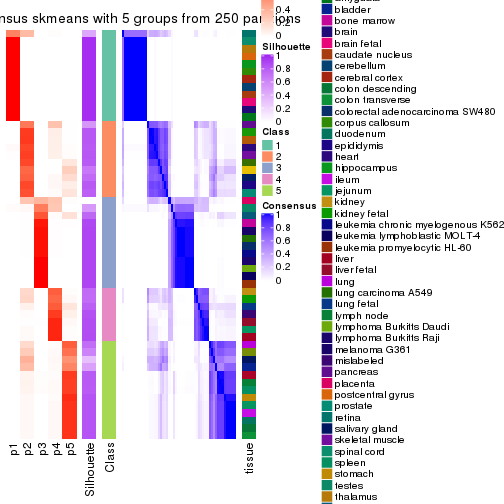 nsus skmeans with 5 groups from 250 pa
ons
0.4
0.2
0
Silhouette
1
0.8
0.6
0.4
0.2
0
Class
1
2
3
4
5
Consensus
1
0.8
0.6
0.4
0.2
0
p1
p2
p3
p4
p5
Silhouette
Class
tissue
bladder
bone marrow
brain
brain fetal
caudate nucleus
cerebellum
cerebral cortex
colon descending
colon transverse
colorectal adenocarcinoma SW480
corpus callosum
duodenum
epididymis
heart
hippocampus
ileum
jejunum
kidney
kidney fetal
leukemia chronic myelogenous K562
leukemia lymphoblastic MOLT-4
leukemia promyelocytic HL-60
liver
liver fetal
lung
lung carcinoma A549
lung fetal
lymph node
lymphoma Burkitts Daudi
lymphoma Burkitts Raji
melanoma G361
mislabeled
pancreas
placenta
postcentral gyrus
prostate
retina
salivary gland
skeletal muscle
spinal cord
spleen
stomach
testes
thalamus